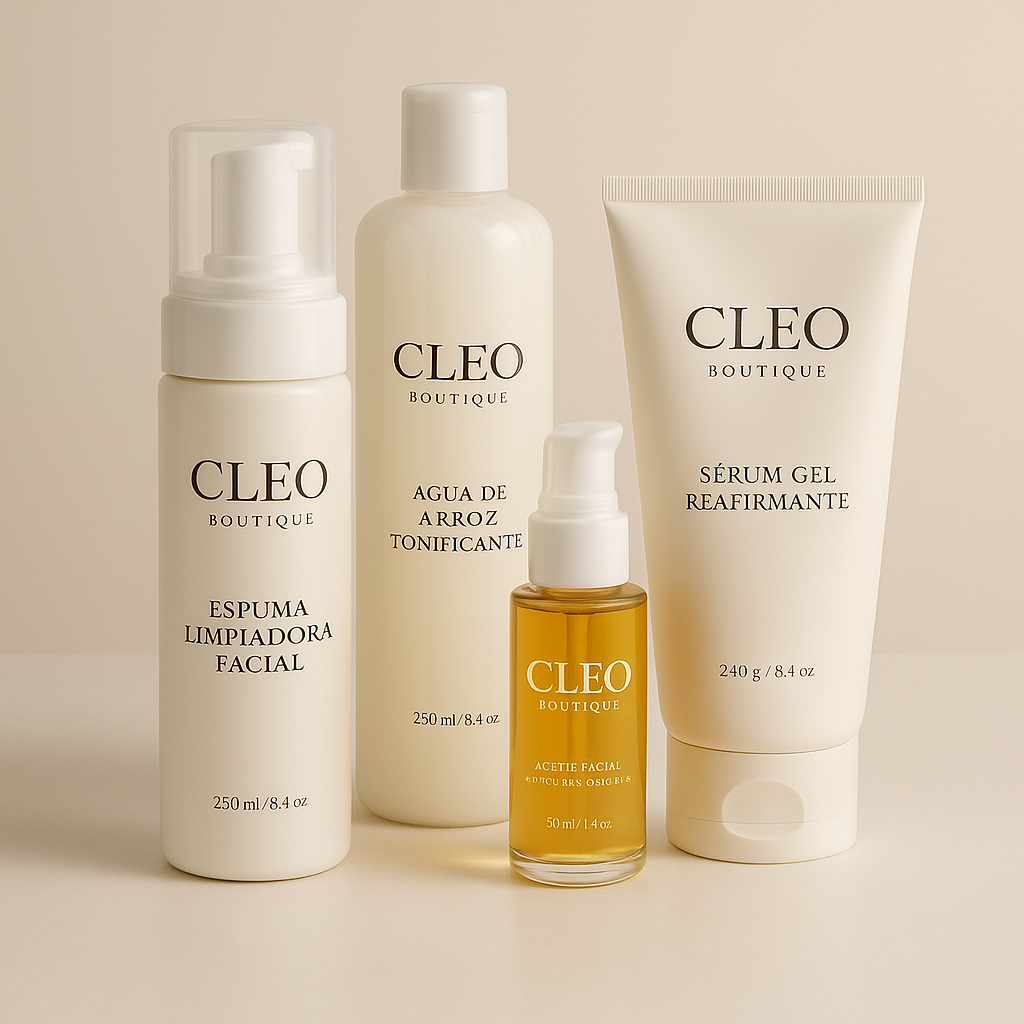 CLEO
BOUTIQUE
ESPUMA
LIMPIADORA
FACIAL
250 ml/8.4 oz
CLEO
BOUTIQUE
AGUA DE
ARROZ
TONIFICANTE
250 ml/8.4 oz
CLEO
BOUTIQUE
ACETIE FACIAL
50 ml/1.4 oz
CLEO
BOUTIQUE
SÉRUM GEL
REAFIRMANTE
240 g / 8.4 oz